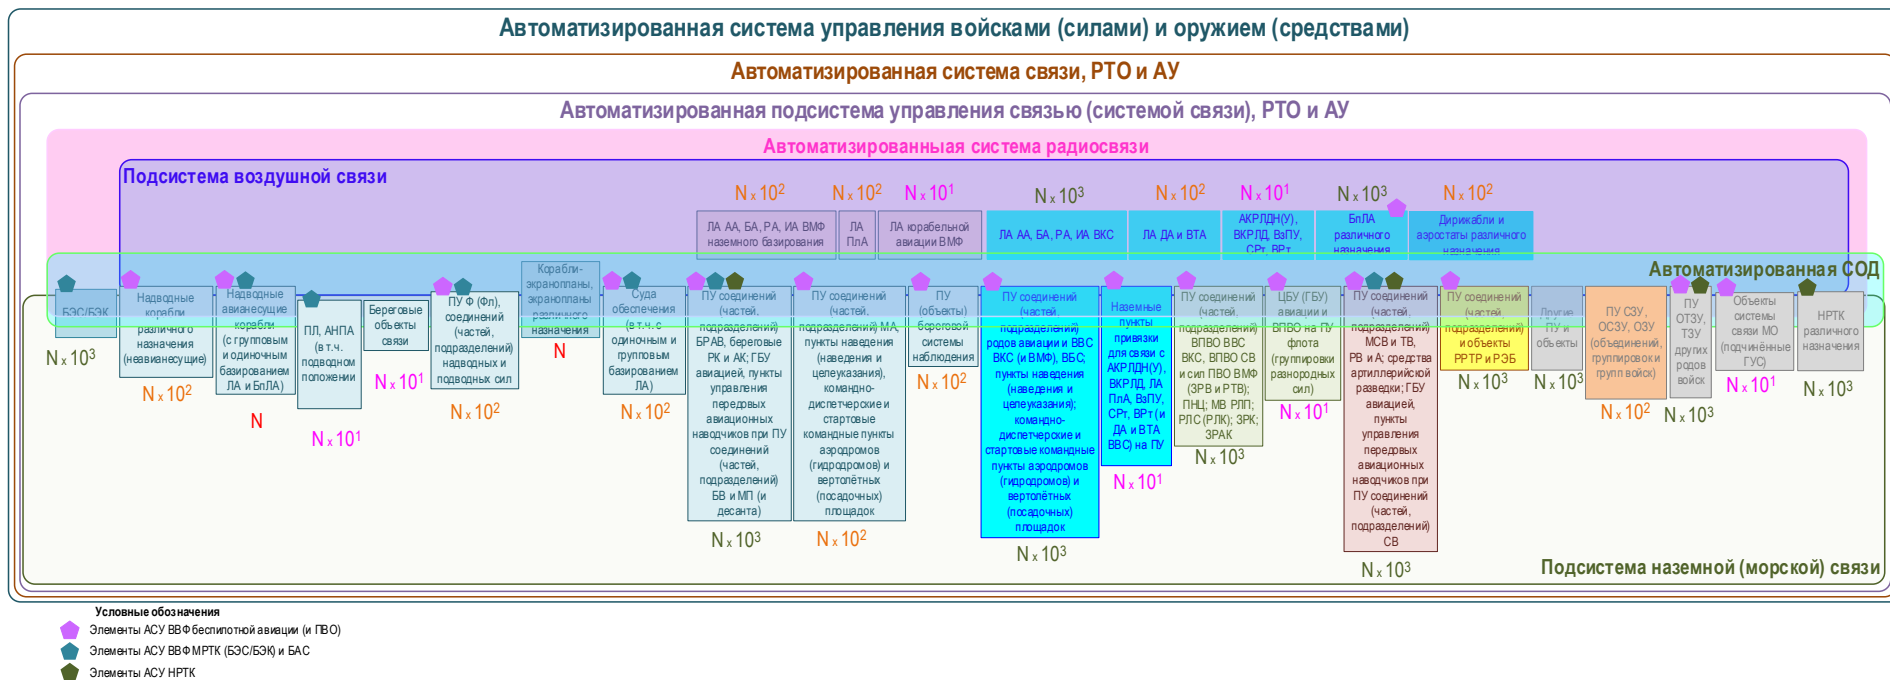 Автоматизированная система управления войсками (силами) и оружием (средствами)
Автоматизированная система связи, РТО и АУ
Автоматизированная подсистема управления связью (системой связи), РТО и АУ
Автоматизированныая система радиосвязи
Подсистема воздушной связи
N x 10²
N x 10²
N x 10¹
N x 10³
N x 10²
N x 10¹
N x 10³
N x 10²
ЛА АА, БА, РА, ИА ВМФ
наземного базирования
ЛА
ПлА
ЛА корабельной
авиации ВМФ
ЛА АА, БА, РА, ИА ВКС
ЛА ДА и ВТА
АКРЛДН(У),
ВКРЛД, ВзПУ,
СРт, ВРт
БпЛА
различного
назначения
Дирижабли и
аэростаты различного
назначения
Автоматизированная СОД
БЭС/БЭК
N x 10³
Надводные
корабли
различного
назначения
(неавианесущие)
N x 10²
Надводные
авианесущие
корабли
(с групповым
и одиночным
базированием
ЛА и БпЛА)
N
ПЛ, АНПА
(в т.ч. в
подводном
положении
N x 10¹
Береговые
объекты
связи
N x 10¹
ПУ Ф (Фл),
соединений
(частей,
подразделений)
надводных и
подводных сил
N x 10²
Корабли-
экранопланы,
экранопланы
различного
назначения
N
Суда
обеспечения
(в т.ч. с
одиночным и
групповым
базированием
ЛА)
N x 10²
ПУ соединений
(частей,
подразделений)
БРАВ, береговые
РК и АК; ГБУ
авиацией, пункты
управления
передовых
авиационных
наводчиков при ПУ
соединений
(частей,
подразделений)
БВ и МП (и
десанта)
N x 10³
ПУ соединений
(частей,
подразделений) МА,
пункты наведения
(наведения и
целеуказания),
командно-
диспетчерские и
стартовые
командные пункты
аэродромов
(гидродромов) и
вертолётных
(посадочных)
площадок
N x 10²
ПУ
(объекты)
береговой
системы
наблюдения
N x 10²
ПУ соединений
(частей,
подразделений)
родов авиации и ВВС
ВКС (и ВМФ), ВБС;
пункты наведения
(наведения и
целеуказания);
командно-
диспетчерские и
стартовые командные
пункты аэродромов
(гидродромов) и
вертолётных
(посадочных)
площадок
N x 10³
Наземные
пункты
привязки
для связи с
АКРЛДН(У),
ВКРЛД, ЛА
ПлА, ВзПУ,
СРт, ВРт (и
ДА и ВТА
ВВС) на ПУ
N x 10¹
ПУ соединений
(частей,
подразделений)
ВПВО ВВС
ВКС, ВПВО СВ
и сил ПВО ВМФ
(ЗРВ и РТВ);
ПНЦ; МВ РЛП;
РЛС (РЛК); ЗРК;
ЗРАК
N x 10³
ЦБУ (ГБУ)
авиации и
ВПВО на ПУ
флота
(группировки
разнородных
сил)
N x 10¹
ПУ соединений
(частей,
подразделений)
МСВ и ТВ,
РВ и А; средства
артиллерийской
разведки; ГБУ
авиацией,
пункты
управления
передовых
авиационных
наводчиков при
ПУ соединений
(частей,
подразделений)
СВ
N x 10³
ПУ соединений
(частей,
подразделений)
и объекты
РРТР и РЭБ
N x 10³
Другие
ПУ и
объекты
N x 10³
ПУ СЗУ,
ОСЗУ, ОЗУ
(объединений,
группировок и
групп войск)
N x 10²
ПУ
ОТЗУ,
ТЗУ
других
родов
войск
N x 10³
Объекты
системы
связи МО
(подчинённые
ГУС)
N x 10¹
НРТК
различного
назначения
N x 10³
Подсистема наземной (морской) связи
Условные обозначения
Элементы АСУ ВВФ беспилотной авиации (и ПВО)
Элементы АСУ ВВФ МРТК (БЭС/БЭК) и БАС
Элементы АСУ НРТК